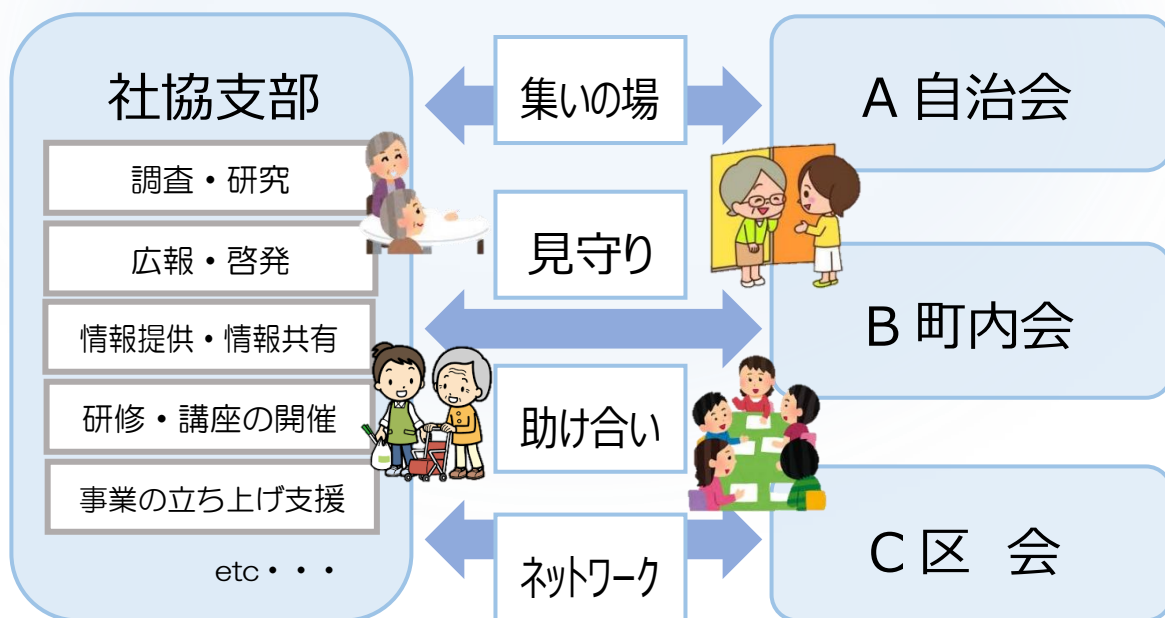 社協支部
調査・研究
広報・啓発
情報提供・情報共有
研修・講座の開催
事業の立ち上げ支援
etc・・・
集いの場
見守り
助け合い
ネットワーク
A 自治会
B 町内会
C 区 会